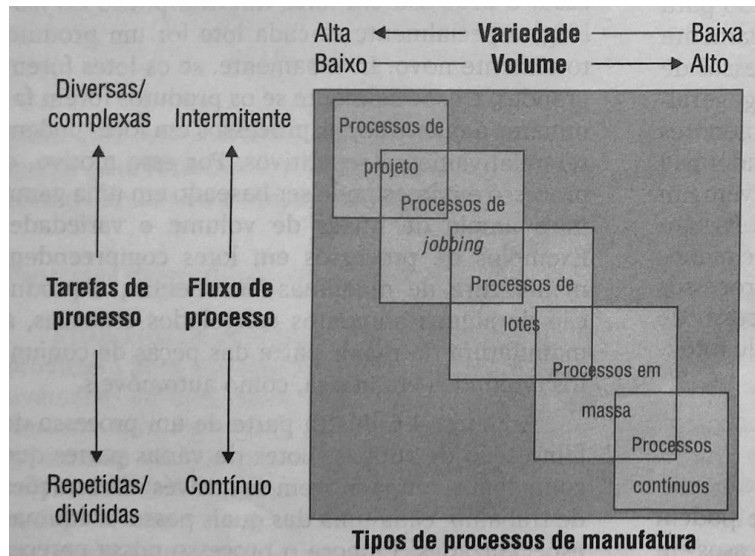 Alta Variedade Baixa
Baixo Volume Alto
Diversas/
complexas
Intermitente
Tarefas de
processo
Fluxo de
processo
Repetidas/
divididas
Contínuo
Processos de
projeto
Processos de
jobbing
Processos de
lotes
Processos em
massa
Processos
contínuos
Tipos de processos de manufatura